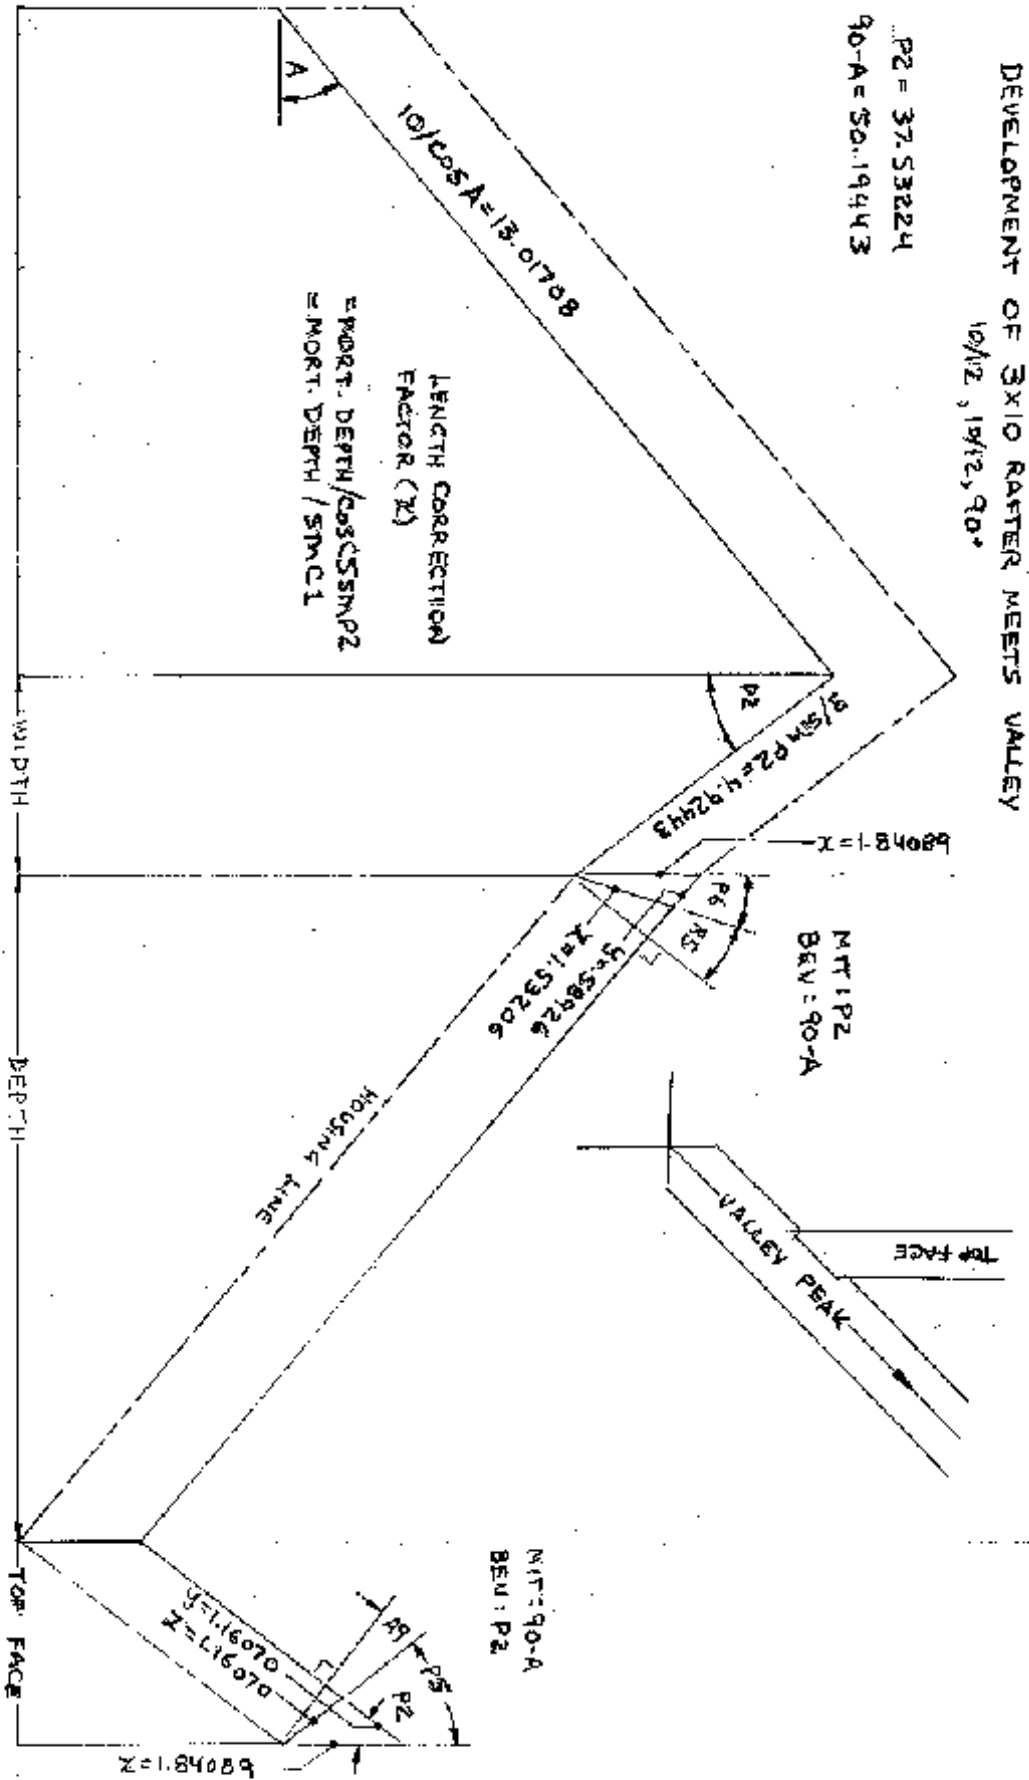 DEVELOPMENT OF 3X10 RAFTER MEETS VALLEY
10/12, 10/12, 90°
P2 = 37.53224
90-A = 50.19443
A
10/COSA = 13.01708
LENGTH CORRECTION
FACTOR (X)
= MORT. DEPTH/COSC5SINP2
= MORT. DEPTH / SINC1
P2
3/SIN P2 = 4.92443
X=1.84089
P6
R5
Y=.58926
Z=1.53206
MIT: P2
BEV: 90-A
HOUSING LINE
VALLEY PEAK
TOP FACE
MIT: 90-A
BEV: P2
Y=1.16070
Z=1.16070
A9
P5
P2
X=1.84089
WIDTH
DEPTH
TOP FACE